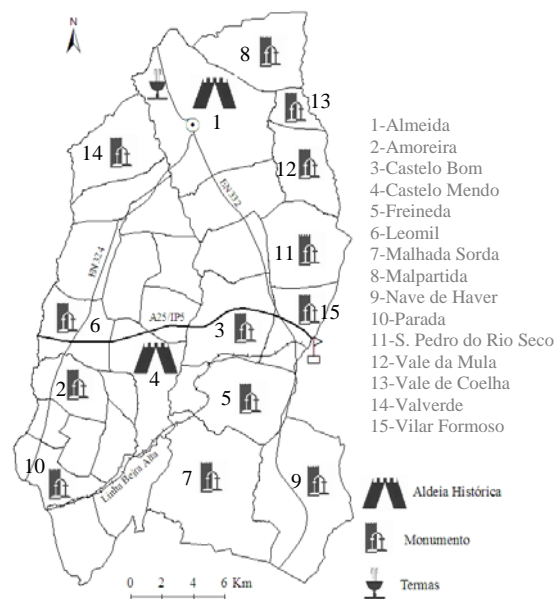 N
8
13
1
14
12
EN 332
11
EN 324
A25/IP5
15
6
3
4
2
5
10
Linha Beira Alta
7
9
0 2 4 6 Km
1-Almeida
2-Amoreira
3-Castelo Bom
4-Castelo Mendo
5-Freineda
6-Leomil
7-Malhada Sorda
8-Malpartida
9-Nave de Haver
10-Parada
11-S. Pedro do Rio Seco
12-Vale da Mula
13-Vale de Coelha
14-Valverde
15-Vilar Formoso
Aldeia Histórica
Monumento
Termas